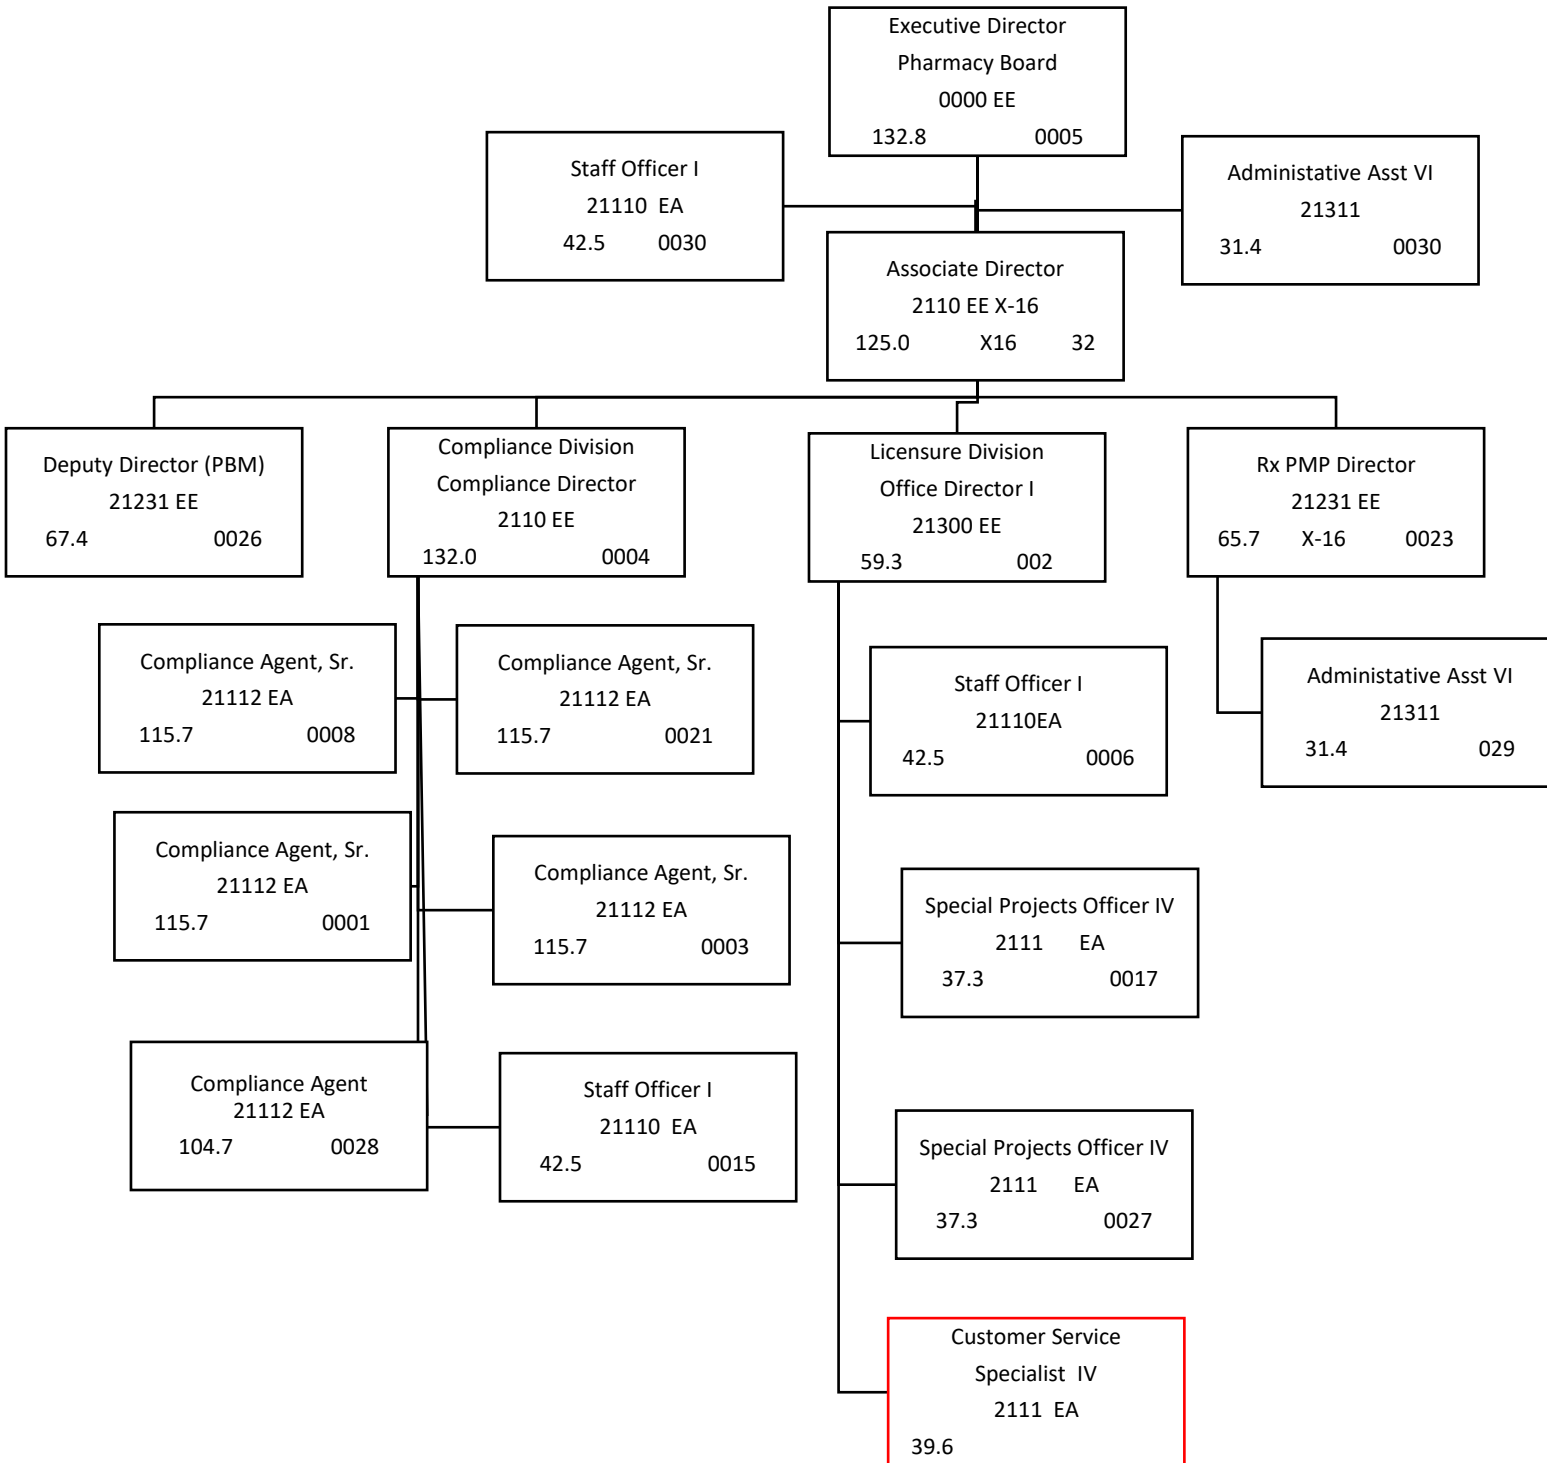 Executive Director
Pharmacy Board
0000 EE
132.8 0005
Staff Officer I
21110 EA
42.5 0030
Administative Asst VI
21311
31.4 0030
Associate Director
2110 EE X-16
125.0 X16 32
Deputy Director (PBM)
21231 EE
67.4 0026
Compliance Division
Compliance Director
2110 EE
132.0 0004
Licensure Division
Office Director I
21300 EE
59.3 002
Rx PMP Director
21231 EE
65.7 X-16 0023
Compliance Agent, Sr.
21112 EA
115.7 0008
Compliance Agent, Sr.
21112 EA
115.7 0021
Staff Officer I
21110EA
42.5 0006
Administative Asst VI
21311
31.4 029
Compliance Agent, Sr.
21112 EA
115.7 0001
Compliance Agent, Sr.
21112 EA
115.7 0003
Special Projects Officer IV
2111 EA
37.3 0017
Compliance Agent
21112 EA
104.7 0028
Staff Officer I
21110 EA
42.5 0015
Special Projects Officer IV
2111 EA
37.3 0027
Customer Service
Specialist IV
2111 EA
39.6